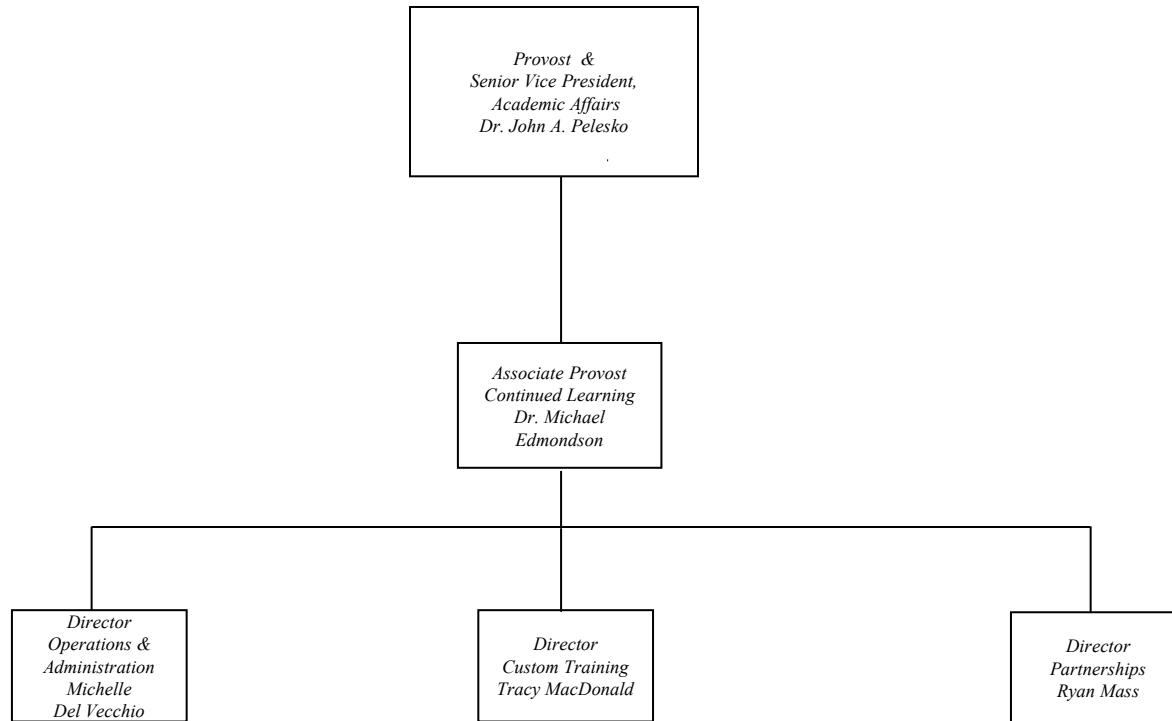 Provost &
Senior Vice President,
Academic Affairs
Dr. John A. Pelesko
.
Associate Provost
Continued Learning
Dr. Michael
Edmondson
Director
Operations &
Administration
Michelle
Del Vecchio
Director
Custom Training
Tracy MacDonald
Director
Partnerships
Ryan Mass